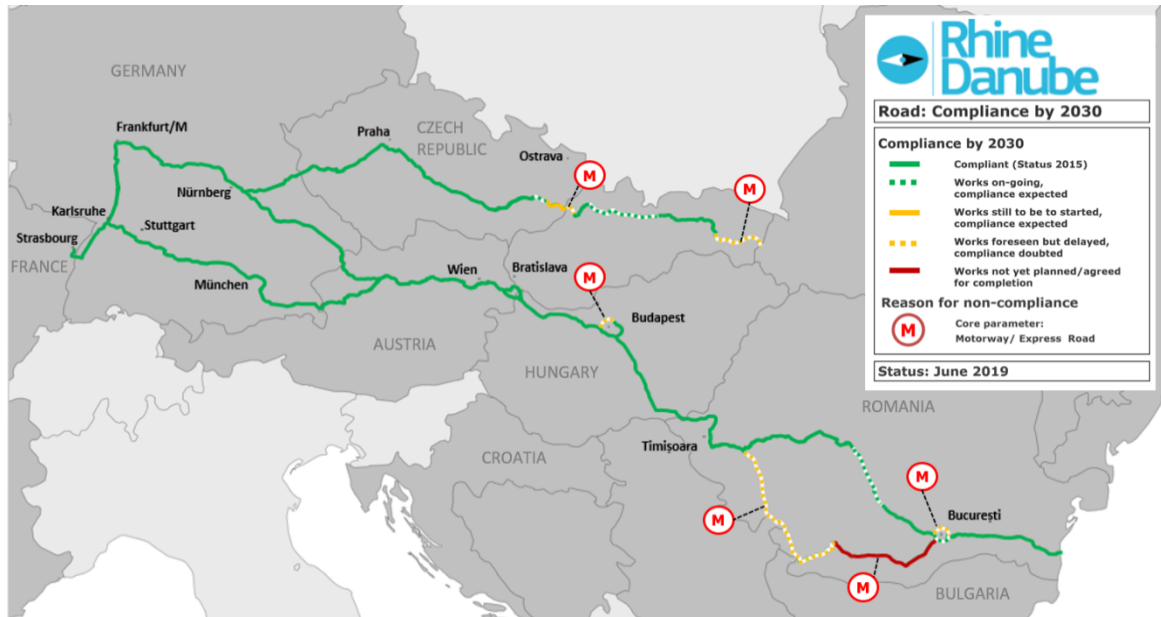 Rhine
Danube
Road: Compliance by 2030
Compliance by 2030
Compliant (Status 2015)
Works on-going,
compliance expected
Works still to be to started,
compliance expected
Works foreseen but delayed,
compliance doubted
Works not yet planned/agreed
for completion
Reason for non-compliance
M
Core parameter:
Motorway/ Express Road
Status: June 2019
GERMANY
Frankfurt/M
Praha
CZECH
REPUBLIC
Ostrava
M
M
Nürnberg
Karlsruhe
Stuttgart
Strasbourg
FRANCE
München
Wien
Bratislava
M
Budapest
AUSTRIA
HUNGARY
ROMANIA
Timișoara
CROATIA
M
București
M
M
BULGARIA